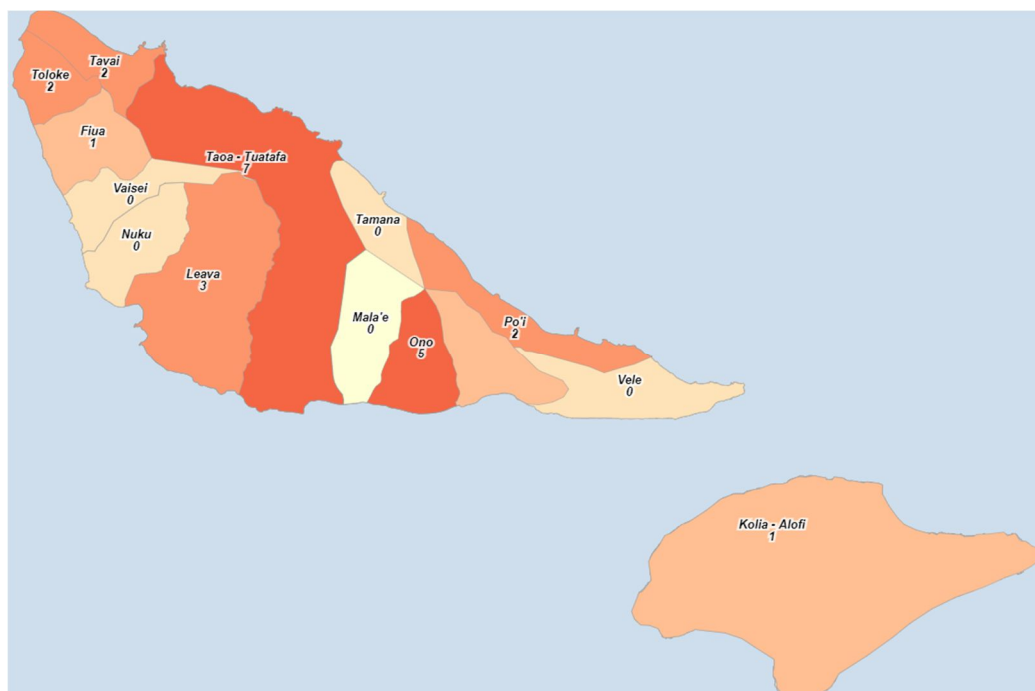 Tavai
2
Toloke
2
Fiua
1
Taoa - Tuatafa
7
Vaisei
0
Nuku
0
Tamana
0
Leava
3
Mala'e
0
Ono
5
Po'i
2
Vele
0
Kolia - Alofi
1